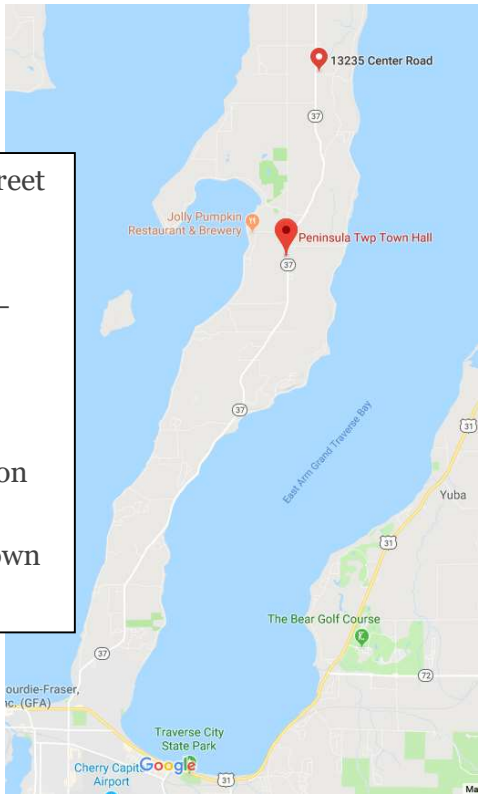 13235 Center Road
37
reet
Jolly Pumpkin
Restaurant & Brewery
Peninsula Twp Town Hall
37
–
37
31
East Arm Grand Traverse Bay
on
Yuba
31
own
The Bear Golf Course
37
72
ourdie-Fraser,
nc. (GFA)
Traverse City
State Park
Google
Cherry Capit
Airport
31
Ma